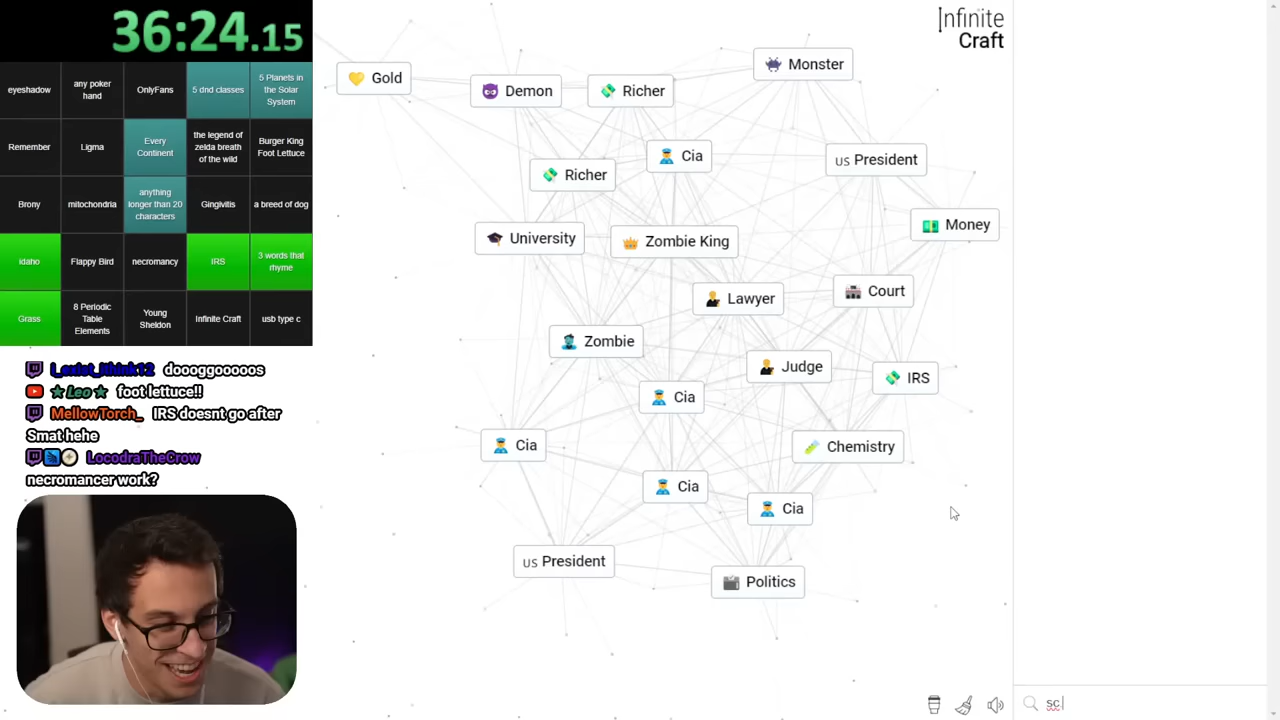 36:24.15
eyeshadow
any poker
hand
OnlyFans
5 dnd classes
5 Planets in
the Solar
System
Remember
Ligma
Every
Continent
the legend of
zelda breath
of the wild
Burger King
Foot Lettuce
Brony
mitochondria
anything
longer than 20
characters
Gingivitis
a breed of dog
idaho
Flappy Bird
necromancy
IRS
3 words that
rhyme
Grass
8 Periodic
Table
Elements
Young
Sheldon
Infinite Craft
usb type c
I_exist_Ithink12 dooogGooooos
★ Leo ★ foot lettuce!!
MellowTorch_ IRS doesnt go after
Smat hehe
LocodraTheCrow
necromancer work?
Infinite
Craft
Gold
Demon
Richer
Monster
Richer
Cia
US President
University
Zombie King
Money
Lawyer
Court
Zombie
Judge
IRS
Cia
Cia
Chemistry
Cia
Cia
US President
Politics
sc